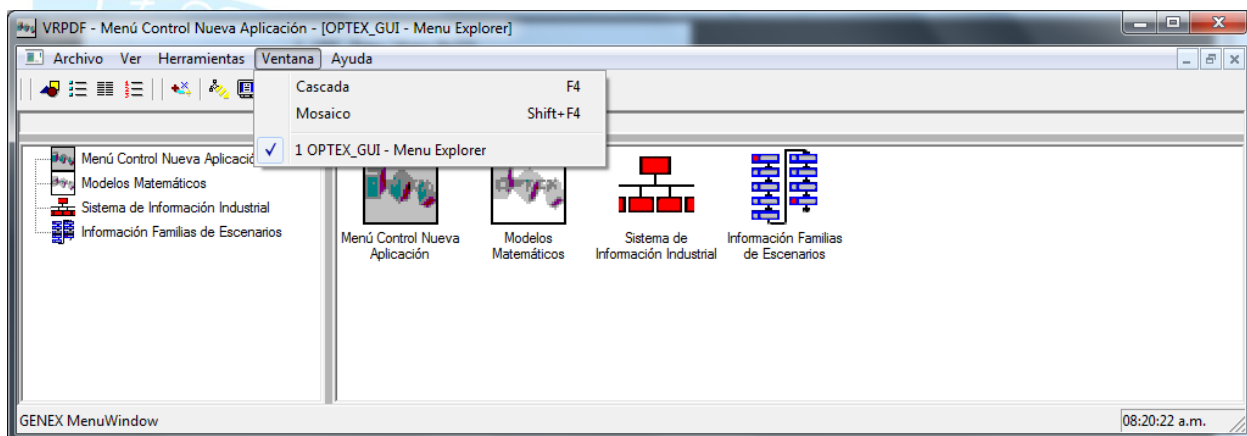 VRPDF - Menú Control Nueva Aplicación - [OPTEX_GUI - Menu Explorer]
Archivo Ver Herramientas Ventana Ayuda
Cascada F4
Mosaico Shift+F4
1 OPTEX_GUI - Menu Explorer
Menú Control Nueva
Modelos Matemáticos
Sistema de Información Industrial
Información Familias de Escenarios
OPTEX
Menú Control Nueva
Aplicación
Modelos
Matemáticos
Sistema de
Información Industrial
Información Familias
de Escenarios
GENEX MenuWindow
08:20:22 a.m.